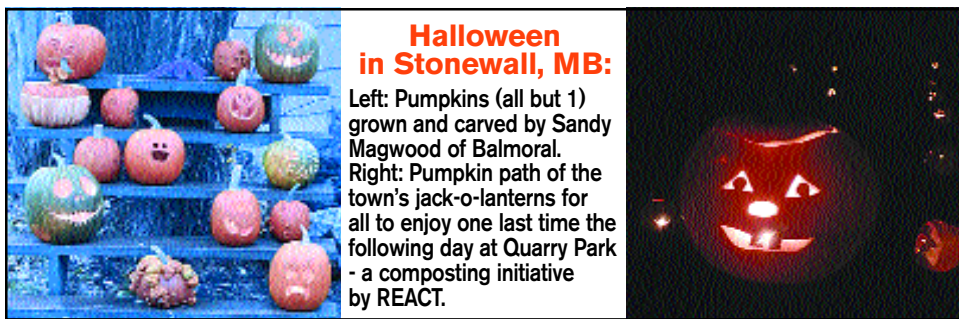 Halloween
in Stonewall, MB:
Left: Pumpkins (all but 1)
grown and carved by Sandy
Magwood of Balmoral.
Right: Pumpkin path of the
town's jack-o-lanterns for
all to enjoy one last time the
following day at Quarry Park
- a composting initiative
by REACT.